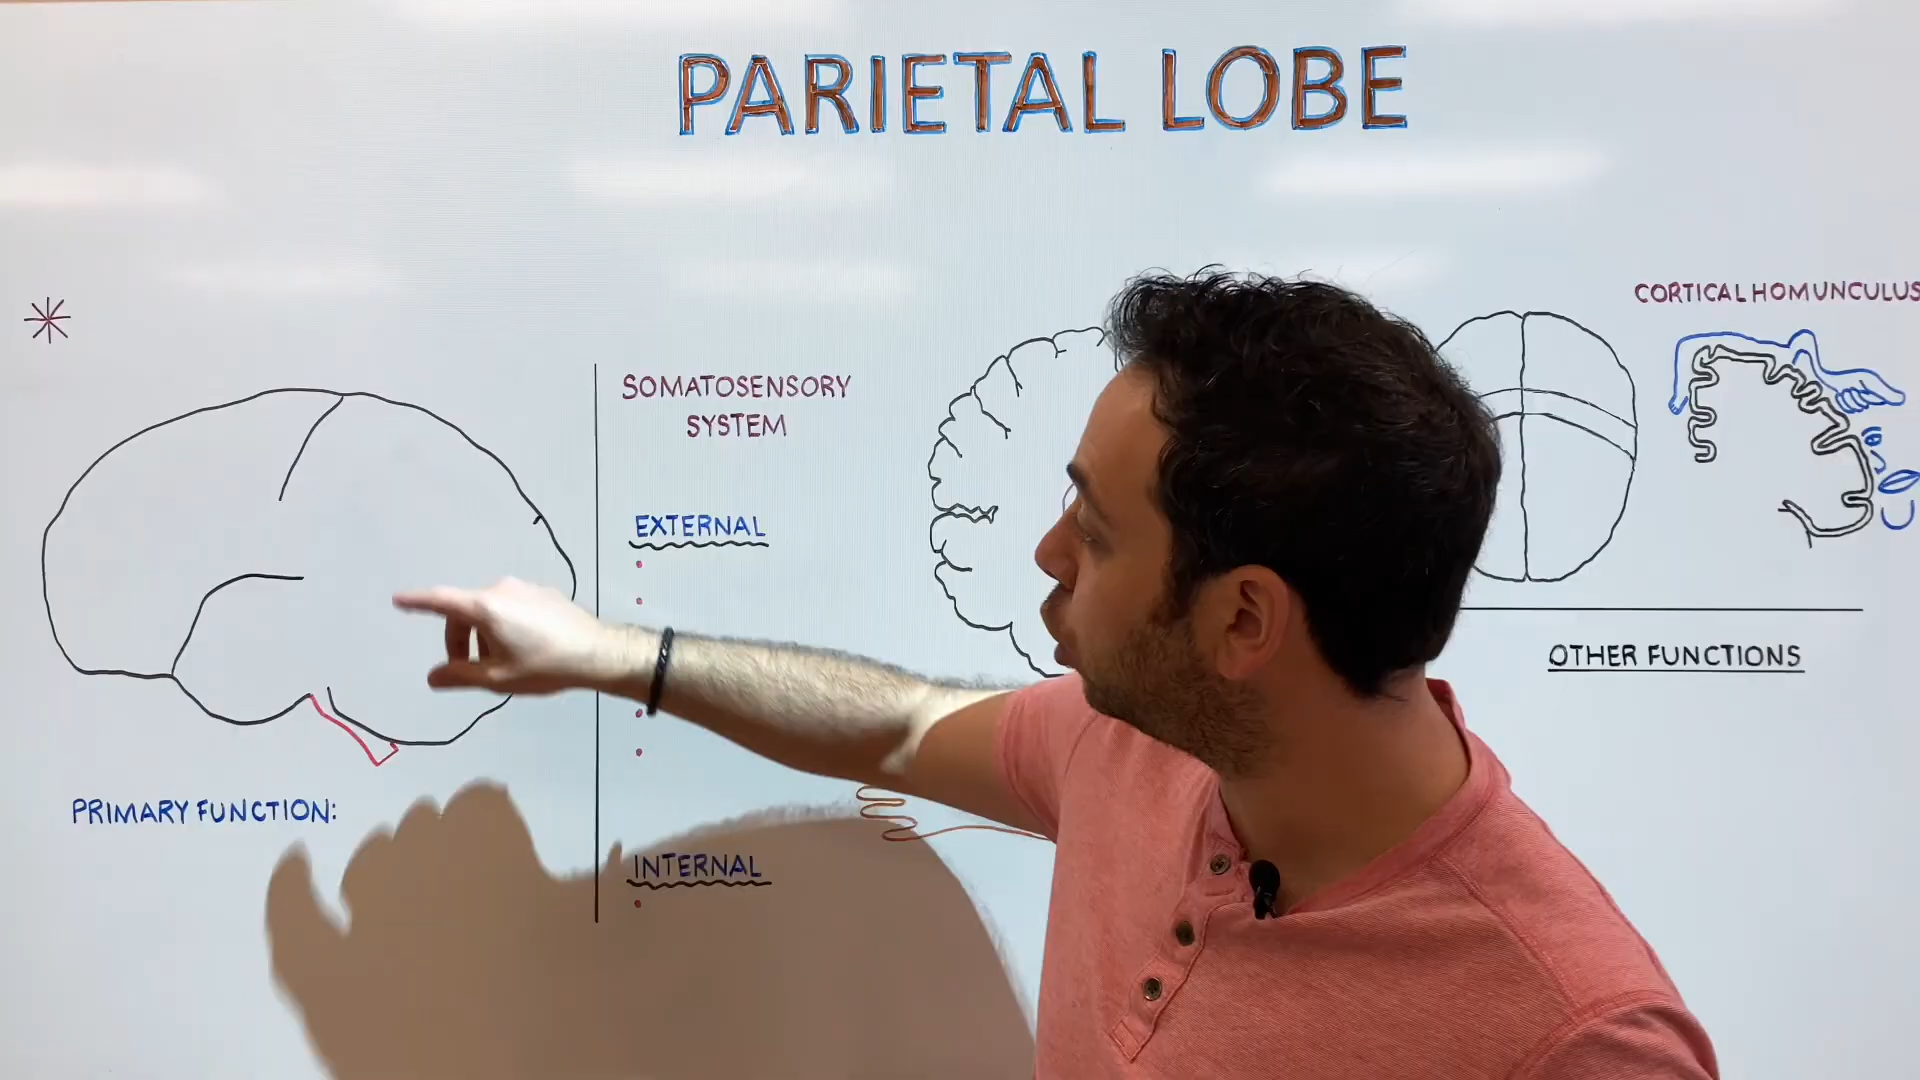 PARIETAL LOBE
CORTICAL HOMUNCULUS
SOMATOSENSORY
SYSTEM
EXTERNAL
OTHER FUNCTIONS
PRIMARY FUNCTION:
INTERNAL